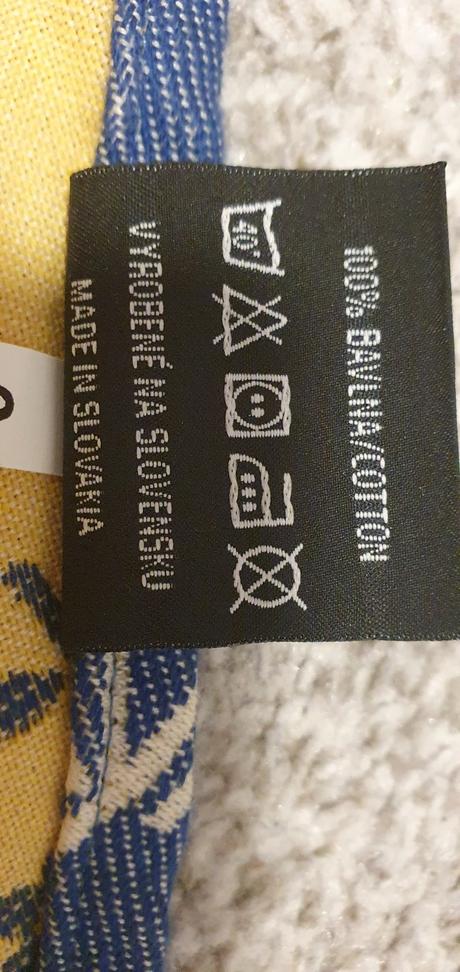 100% BAVLNA/COTTON
40°
VYROBENÉ NA SLOVENSKU
MADE IN SLOVAKIA